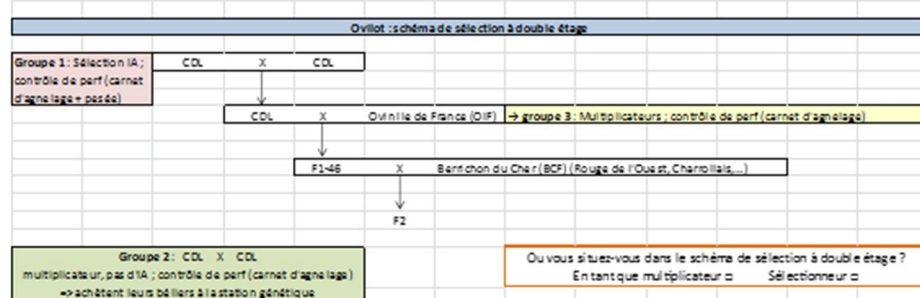 Ovilot : schéma de sélection à double étage
Groupe 1 : Sélection IA ;
contrôle de perf (carnet
d'agnelage + pesée)
CDL X CDL
CDL X Ovin Ile de France (OIF)
→ groupe 3 : Multiplicateurs ; contrôle de perf (carnet d'agnelage)
F1-46 X Berrichon du Cher (BCF) (Rouge de l'Ouest, Charrollais,...)
F2
Groupe 2 : CDL X CDL
multiplicateur, pas d'IA ; contrôle de perf (carnet d'agnelage)
=>achètent leurs béliers à la station génétique
Ou vous situez-vous dans le schéma de sélection à double étage ?
En tant que multiplicateur □ Sélectionneur □